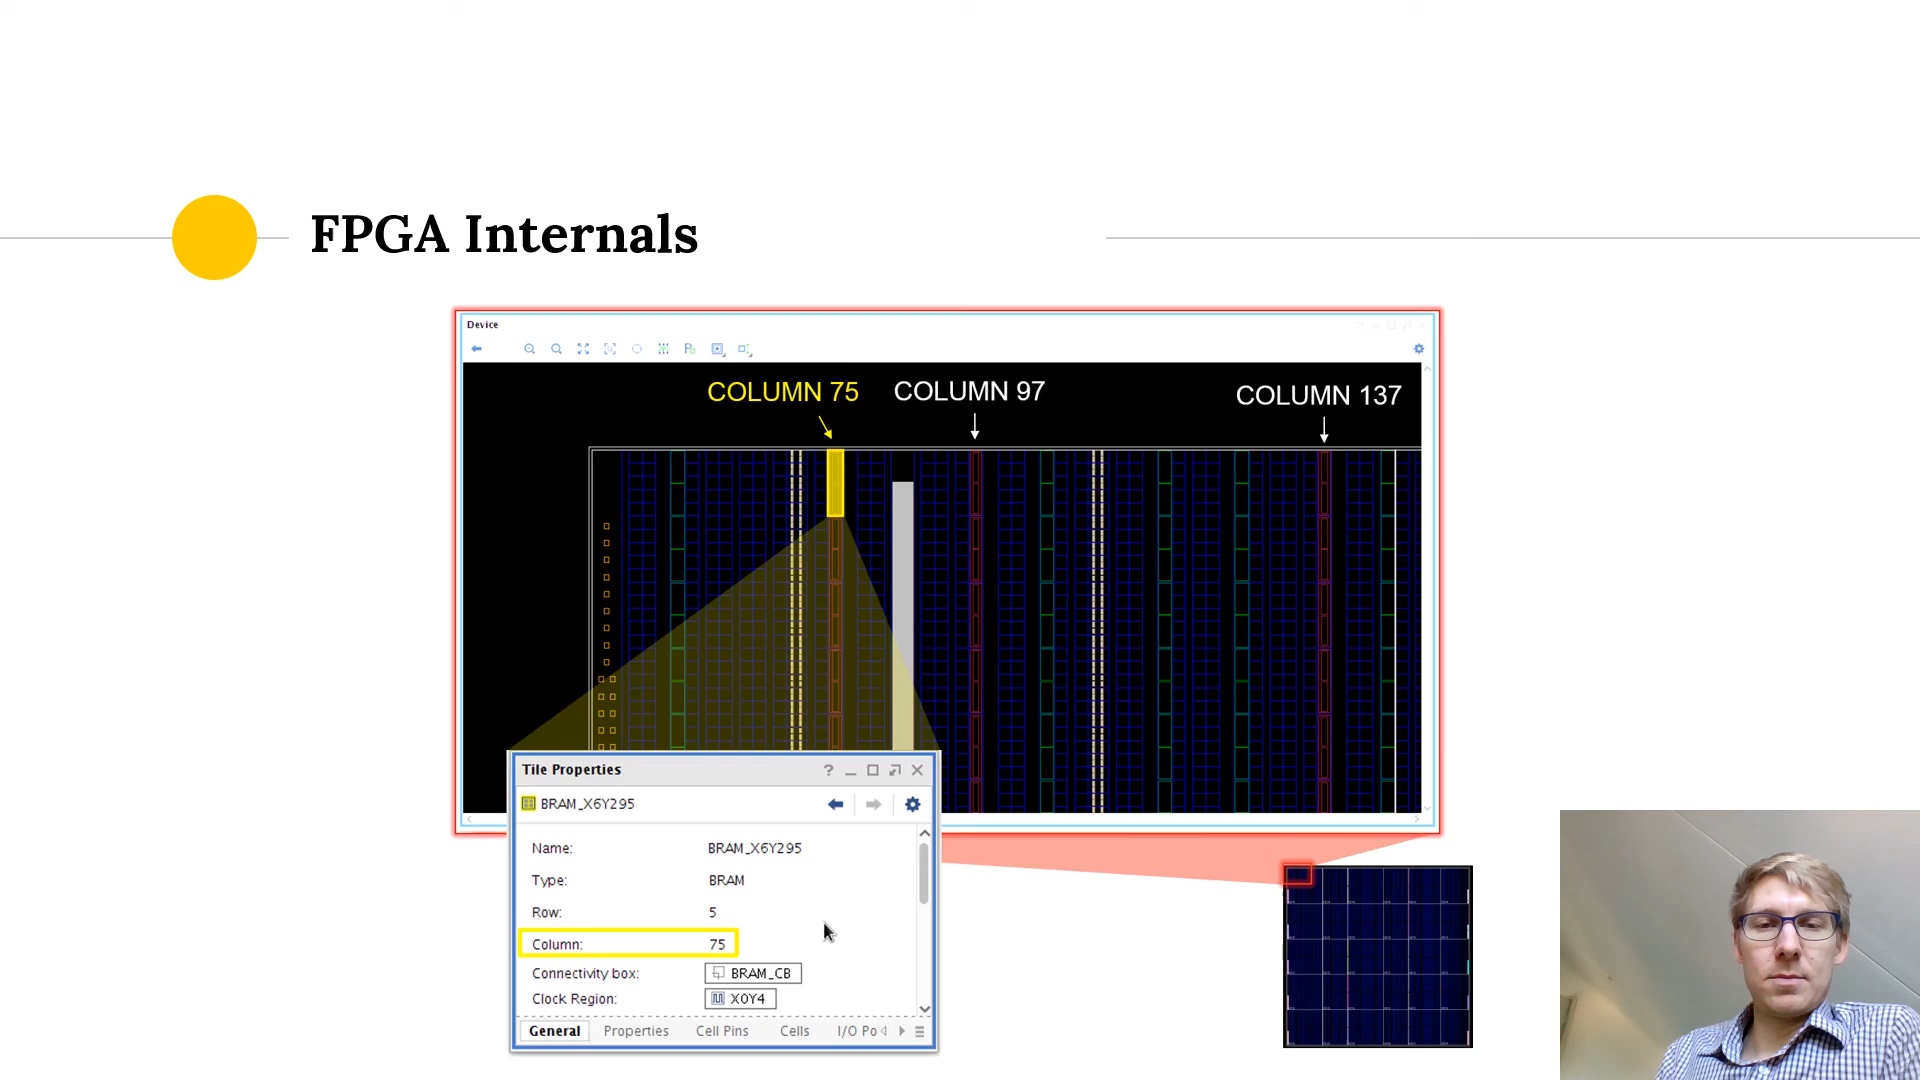 FPGA Internals
Device
COLUMN 75
COLUMN 97
COLUMN 137
Tile Properties
?
BRAM_X6Y295
Name: BRAM_X6Y295
Type: BRAM
Row: 5
Column: 75
Connectivity box: BRAM_CB
Clock Region: X0Y4
General Properties Cell Pins Cells I/O Po